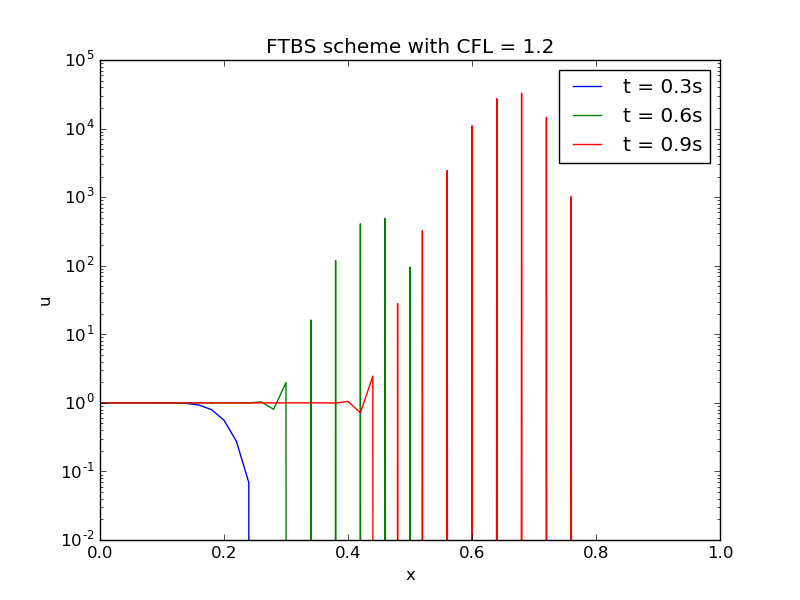 FTBS scheme with CFL = 1.2
t = 0.3s
t = 0.6s
t = 0.9s
10^5
10^4
10^3
10^2
10^1
10^0
10^-1
10^-2
u
0.0 0.2 0.4 0.6 0.8 1.0
x